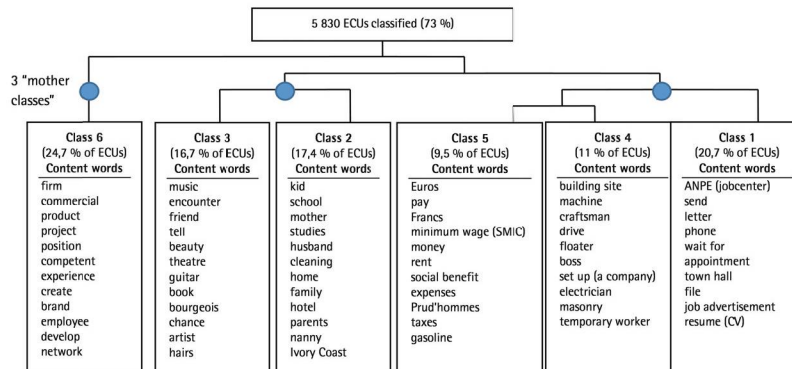 5 830 ECUs classified (73 %)
3 "mother
classes"
Class 6
(24,7 % of ECUs)
Content words
firm
commercial
product
project
position
competent
experience
create
brand
employee
develop
network
Class 3
(16,7 % of ECUs)
Content words
music
encounter
friend
tell
beauty
theatre
guitar
book
bourgeois
chance
artist
hairs
Class 2
(17,4 % of ECUs)
Content words
kid
school
mother
studies
husband
cleaning
home
family
hotel
parents
nanny
Ivory Coast
Class 5
(9,5 % of ECUs)
Content words
Euros
pay
Francs
minimum wage (SMIC)
money
rent
social benefit
expenses
Prud'hommes
taxes
gasoline
Class 4
(11 % of ECUs)
Content words
building site
machine
craftsman
drive
floater
boss
set up (a company)
electrician
masonry
temporary worker
Class 1
(20,7 % of ECUs)
Content words
ANPE (jobcenter)
send
letter
phone
wait for
appointment
town hall
file
job advertisement
resume (CV)